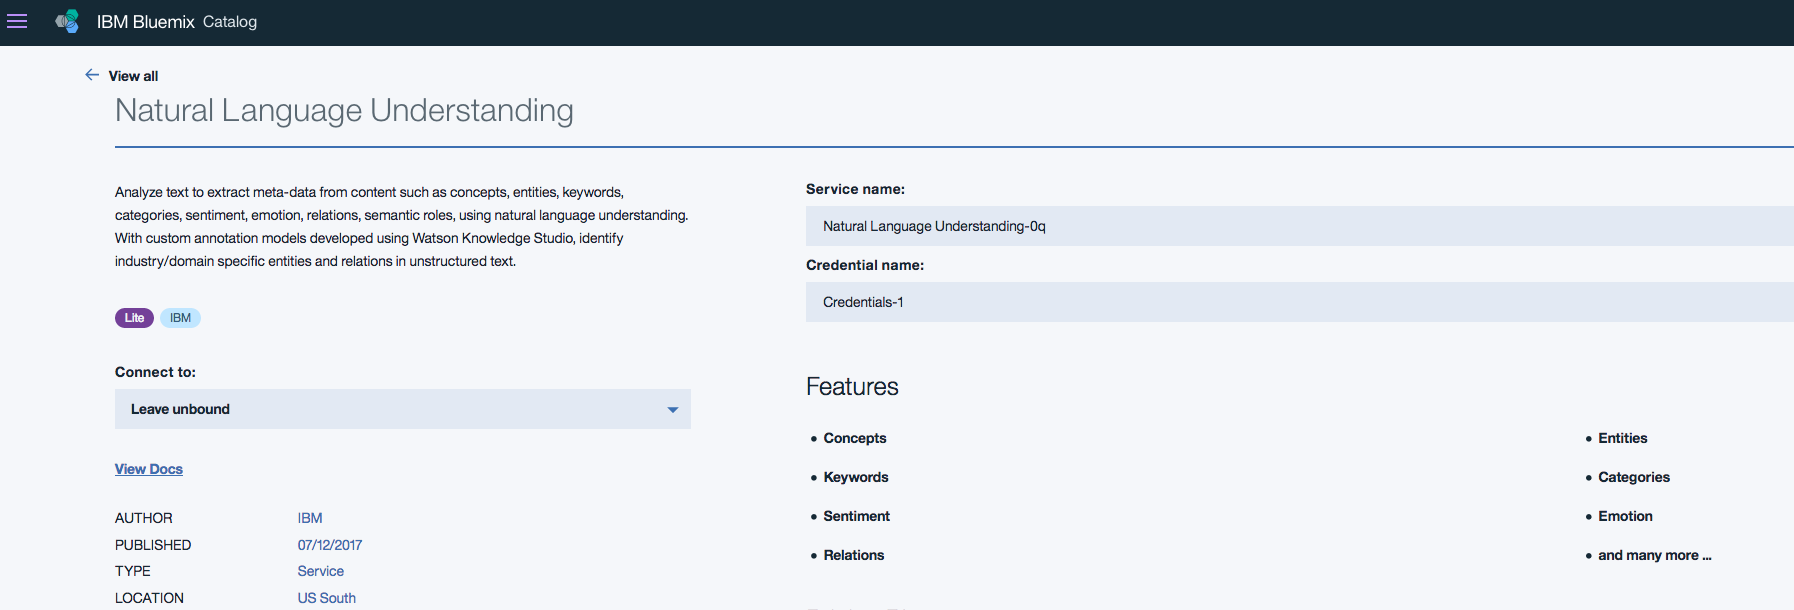 IBM Bluemix Catalog
View all
Natural Language Understanding
Analyze text to extract meta-data from content such as concepts, entities, keywords,
categories, sentiment, emotion, relations, semantic roles, using natural language understanding.
With custom annotation models developed using Watson Knowledge Studio, identify
industry/domain specific entities and relations in unstructured text.
Lite IBM
Connect to:
Leave unbound
View Docs
AUTHOR IBM
PUBLISHED 07/12/2017
TYPE Service
LOCATION US South
Service name:
Natural Language Understanding-0q
Credential name:
Credentials-1
Features
• Concepts
• Entities
• Keywords
• Categories
• Sentiment
• Emotion
• Relations
• and many more ...